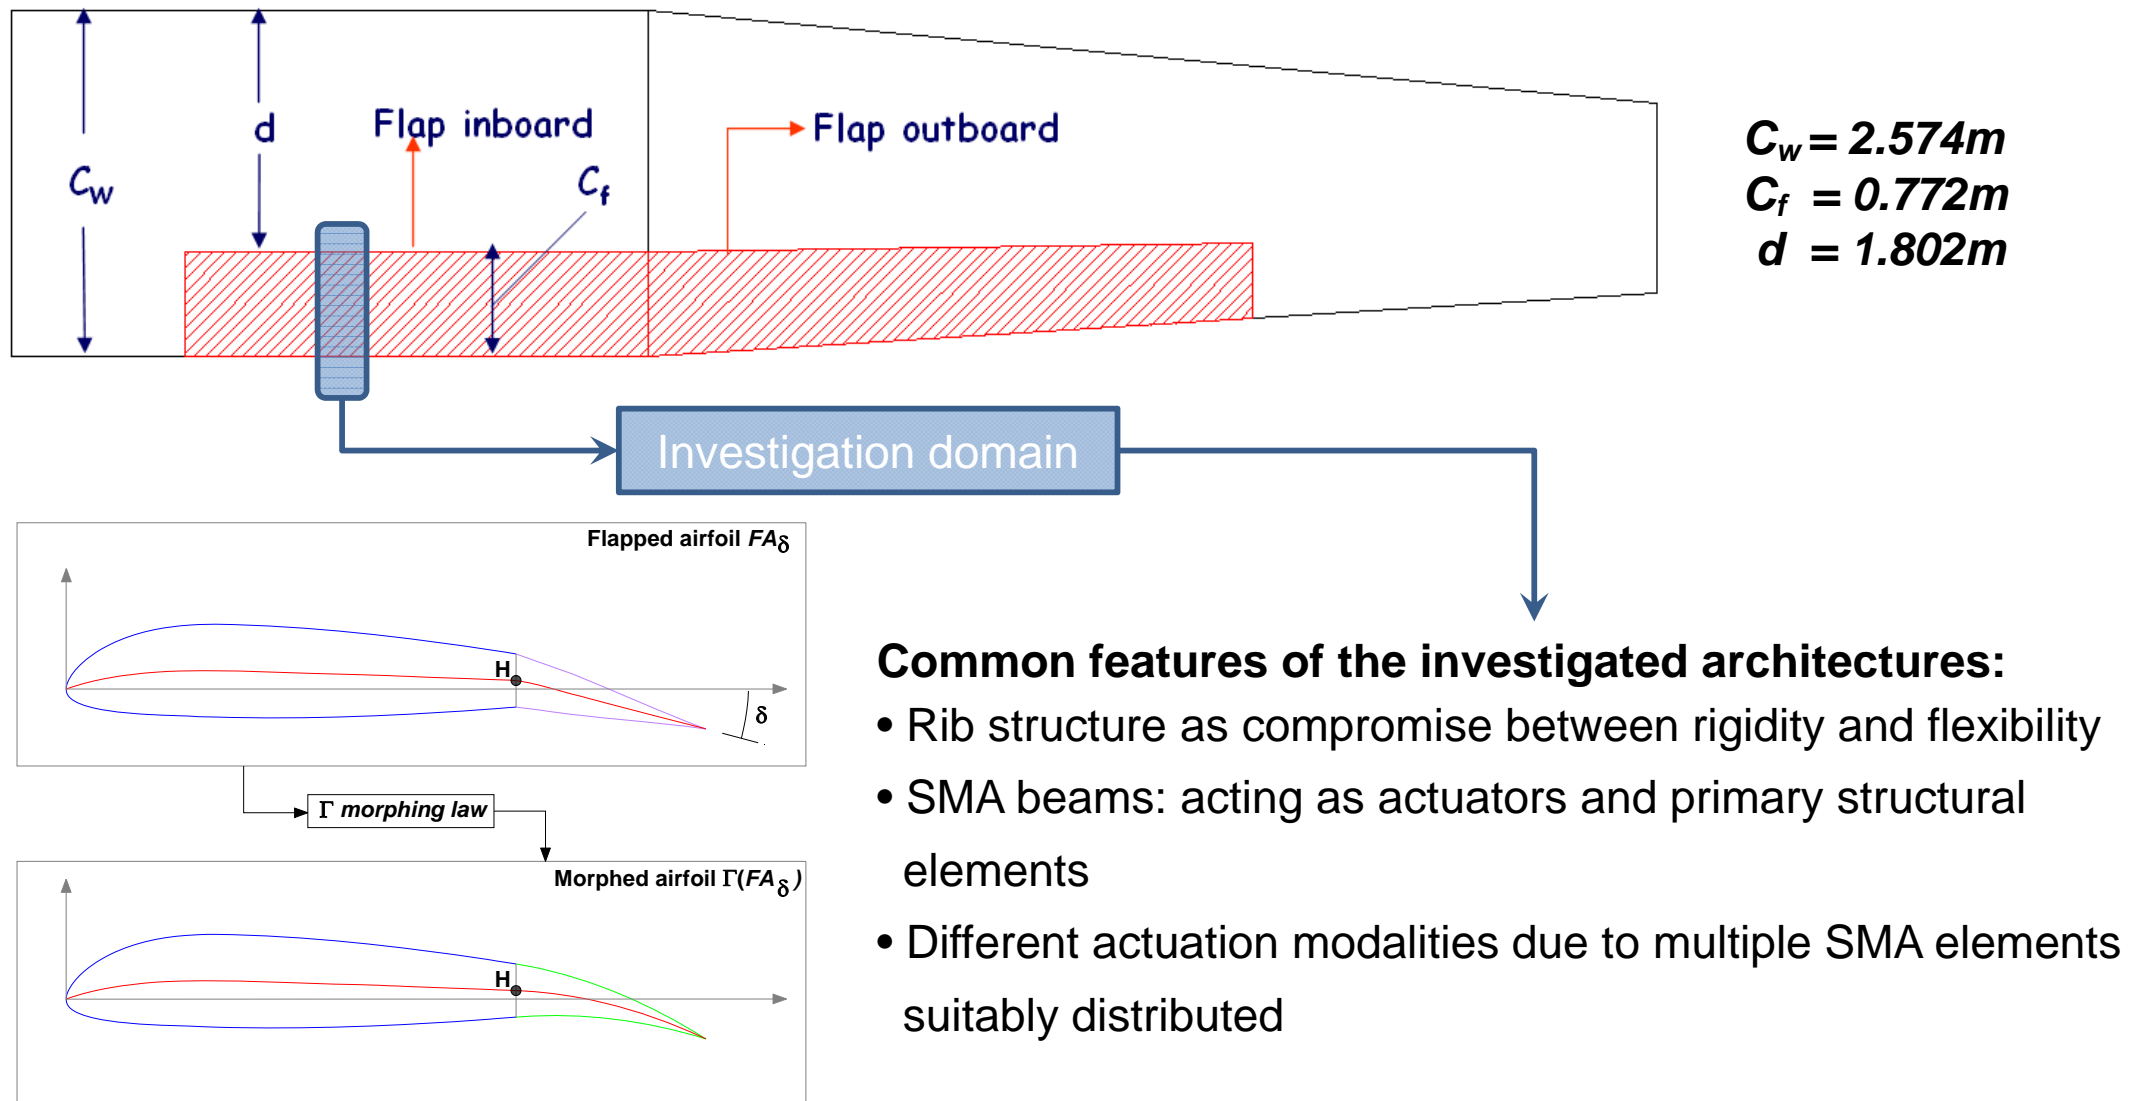 d
Flap inboard
Flap outboard
Cw
Cf
Cw = 2.574m
Cf = 0.772m
d = 1.802m
Investigation domain
Flapped airfoil FAδ
H
δ
Γ morphing law
Morphed airfoil Γ(FAδ)
H
Common features of the investigated architectures:
• Rib structure as compromise between rigidity and flexibility
• SMA beams: acting as actuators and primary structural
elements
• Different actuation modalities due to multiple SMA elements
suitably distributed